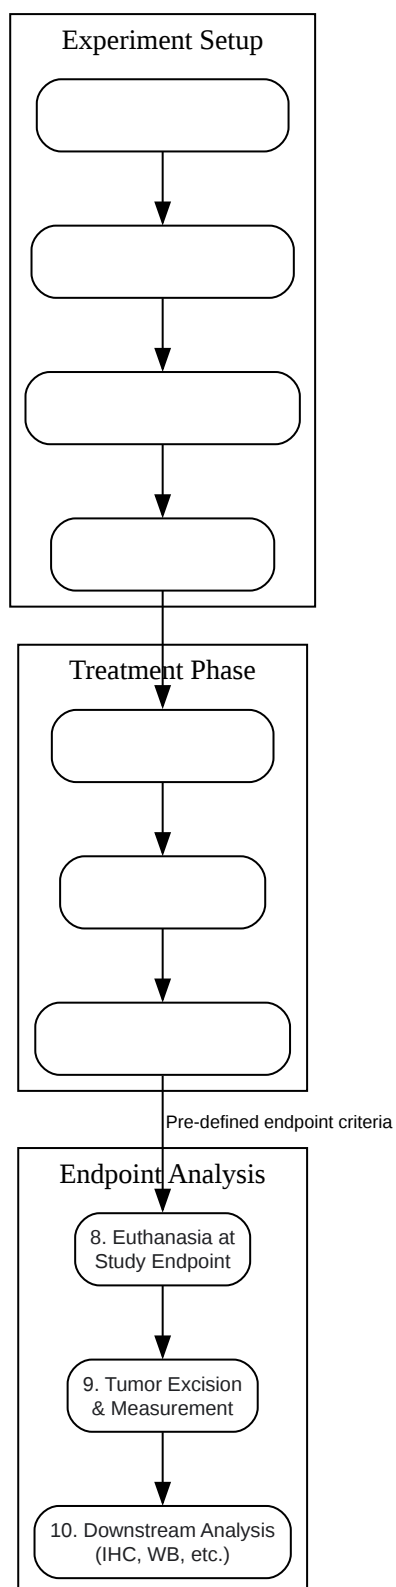 Experiment Setup
Treatment Phase
Pre-defined endpoint criteria
Endpoint Analysis
8. Euthanasia at
Study Endpoint
9. Tumor Excision
& Measurement
10. Downstream Analysis
(IHC, WB, etc.)